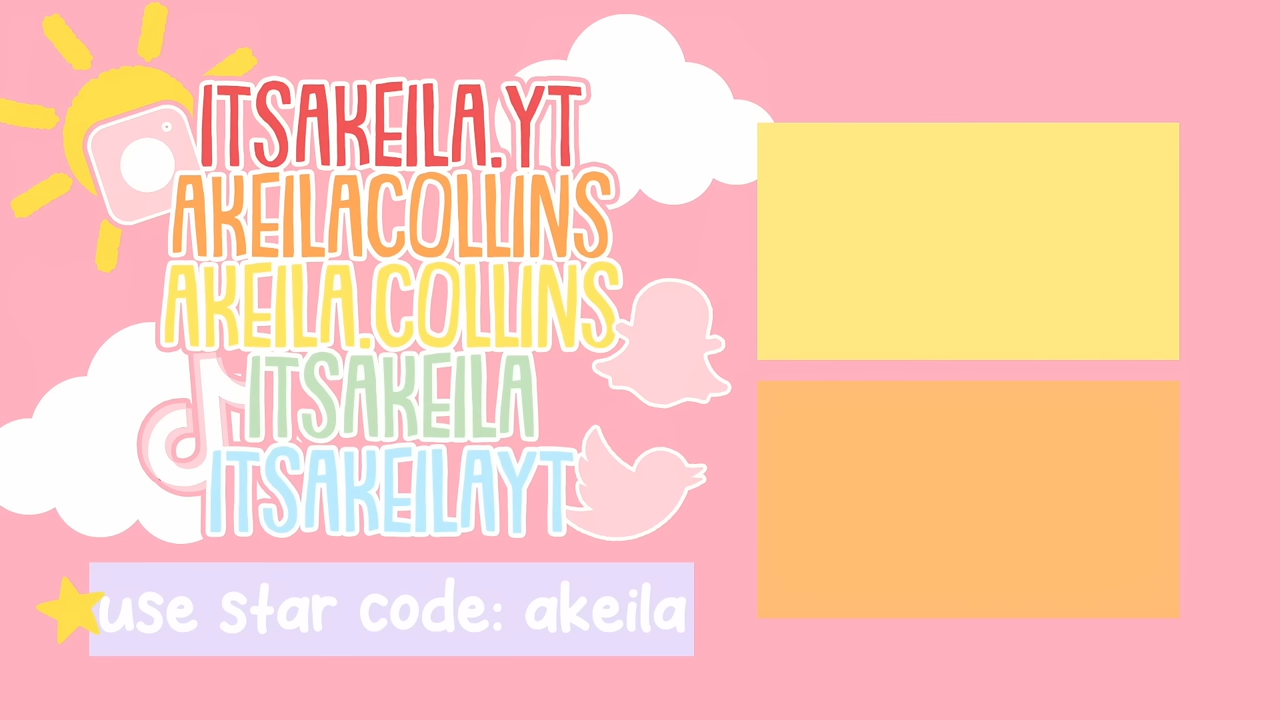 ITSAKEILA.YT
AKEILACOLLINS
AKEILA.COLLINS
ITSAKEILA
ITSAKEILAYT
use star code: akeila